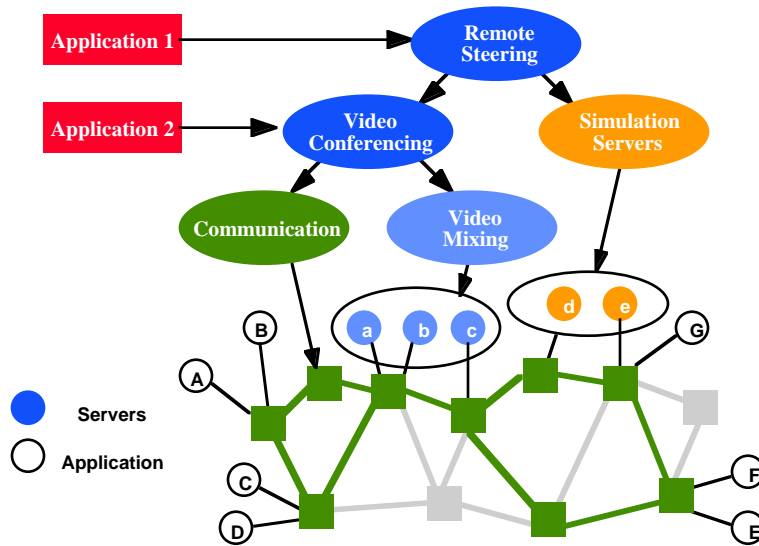 Application 1
Remote
Steering
Application 2
Video
Conferencing
Simulation
Servers
Communication
Video
Mixing
a
b
c
d
e
A
B
G
Servers
Application
C
D
F
E